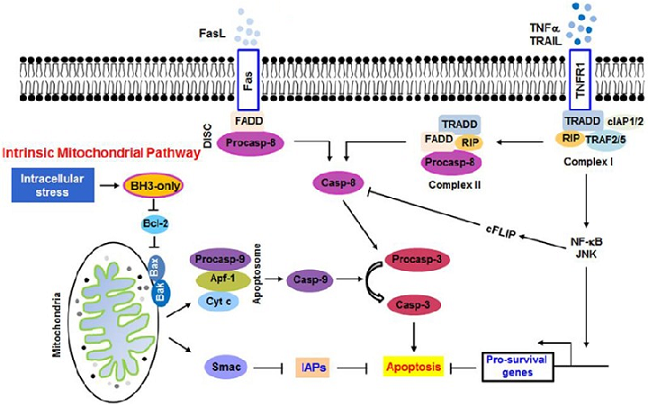 FasL
TNFα
TRAIL
Fas
TNFR1
FADD
DISC
Procasp-8
TRADD
FADD
RIP
Procasp-8
Complex II
TRADD
cIAP1/2
RIP
TRAF2/5
Complex I
Intrinsic Mitochondrial Pathway
Intracellular
stress
BH3-only
Casp-8
Bcl-2
cFLIP
NF-κB
JNK
Bax
Bak
Procasp-9
Apf-1
Cyt c
Apoptosome
Casp-9
Procasp-3
Casp-3
Mitochondria
Smac
IAPs
Apoptosis
Pro-survival
genes